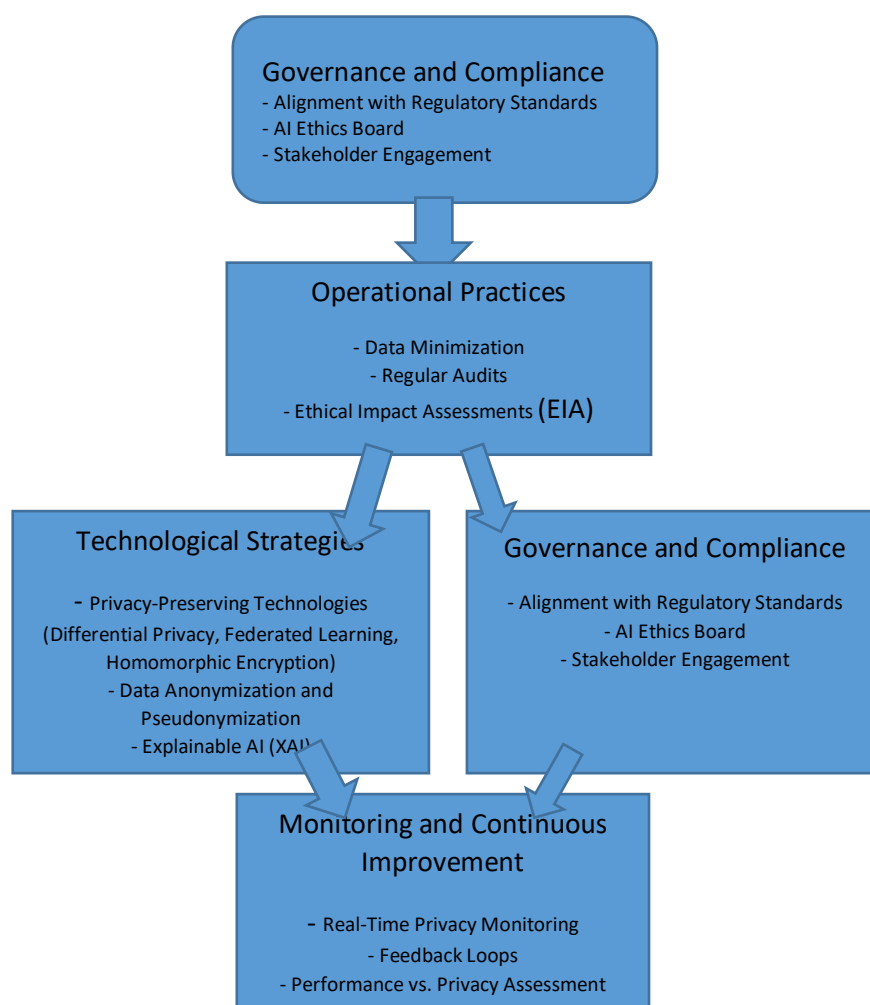 Governance and Compliance
- Alignment with Regulatory Standards
- AI Ethics Board
- Stakeholder Engagement
Operational Practices
- Data Minimization
- Regular Audits
- Ethical Impact Assessments (EIA)
Technological Strategies
- Privacy-Preserving Technologies
(Differential Privacy, Federated Learning,
Homomorphic Encryption)
- Data Anonymization and
Pseudonymization
- Explainable AI (XAI)
Governance and Compliance
- Alignment with Regulatory Standards
- AI Ethics Board
- Stakeholder Engagement
Monitoring and Continuous
Improvement
- Real-Time Privacy Monitoring
- Feedback Loops
- Performance vs. Privacy Assessment